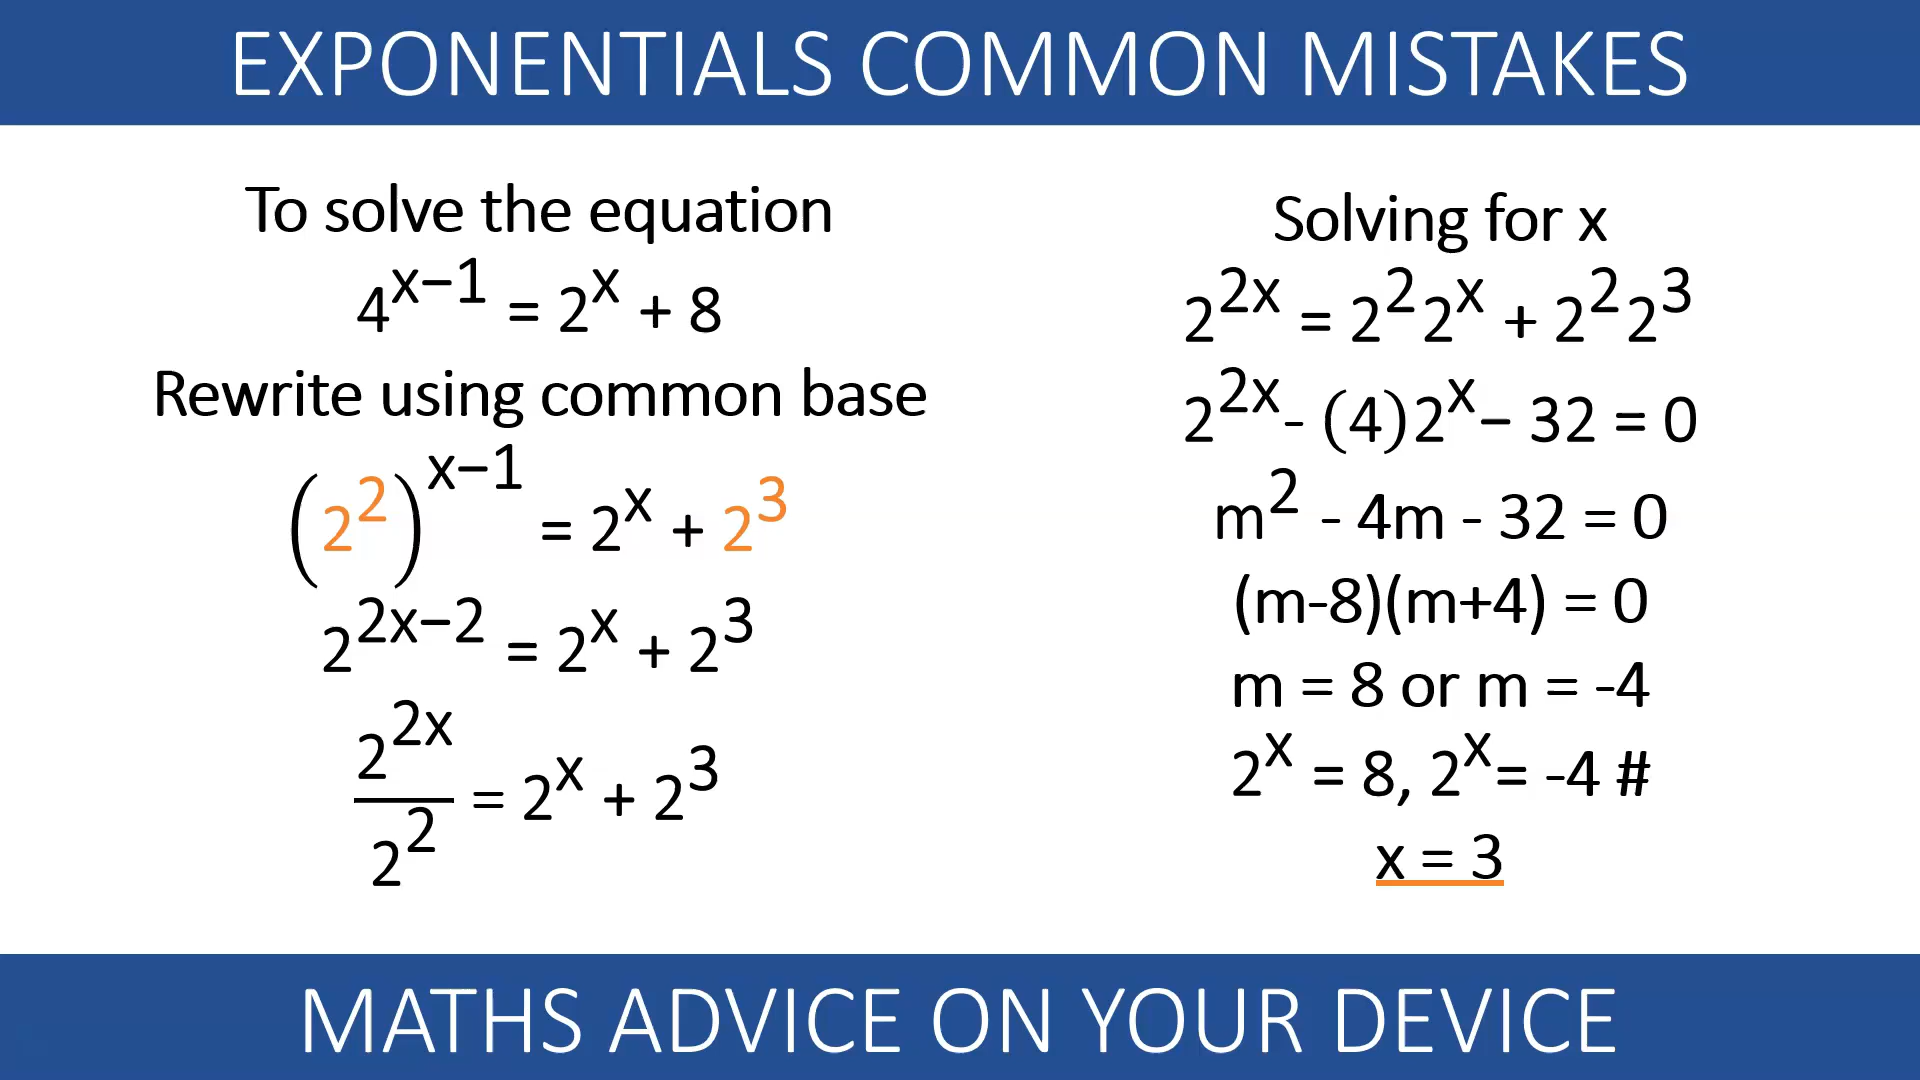 EXPONENTIALS COMMON MISTAKES
To solve the equation
4^(x−1) = 2^x + 8
Rewrite using common base
(2^2)^(x−1) = 2^x + 2^3
2^(2x−2) = 2^x + 2^3
2^(2x)/2^2 = 2^x + 2^3
Solving for x
2^(2x) = 2^2 2^x + 2^2 2^3
2^(2x) - (4)2^x − 32 = 0
m^2 - 4m - 32 = 0
(m-8)(m+4) = 0
m = 8 or m = -4
2^x = 8, 2^x = -4 #
x = 3
MATHS ADVICE ON YOUR DEVICE